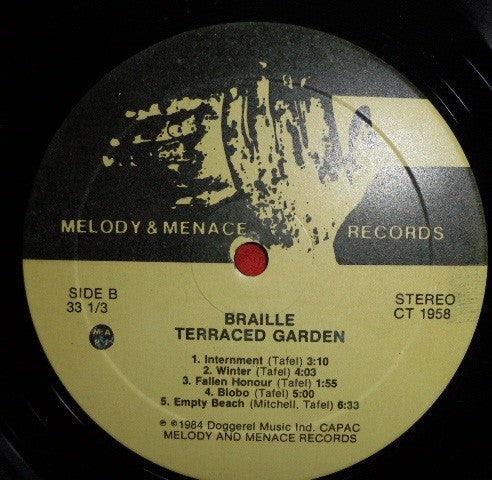 MELODY & MENACE RECORDS
SIDE B
33 1/3
STEREO
CT 1958
M A
P L
BRAILLE
TERRACED GARDEN
1. Internment (Tafel) 3:10
2. Winter (Tafel) 4:03
3. Fallen Honour (Tafel) 1:55
4. Blobo (Tafel) 5:00
5. Empty Beach (Mitchell, Tafel) 6:33
℗ ©1984 Doggerel Music Ind. CAPAC
MELODY AND MENACE RECORDS